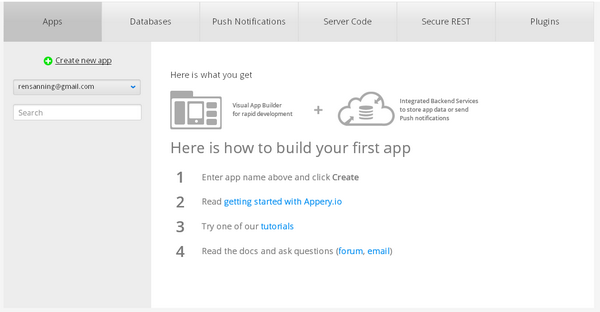 Apps
Databases
Push Notifications
Server Code
Secure REST
Plugins
Create new app
rensanning@gmail.com
Search
Here is what you get
Visual App Builder
for rapid development
+
Integrated Backend Services
to store app data or send
Push notifications
Here is how to build your first app
1 Enter app name above and click Create
2 Read getting started with Appery.io
3 Try one of our tutorials
4 Read the docs and ask questions (forum, email)